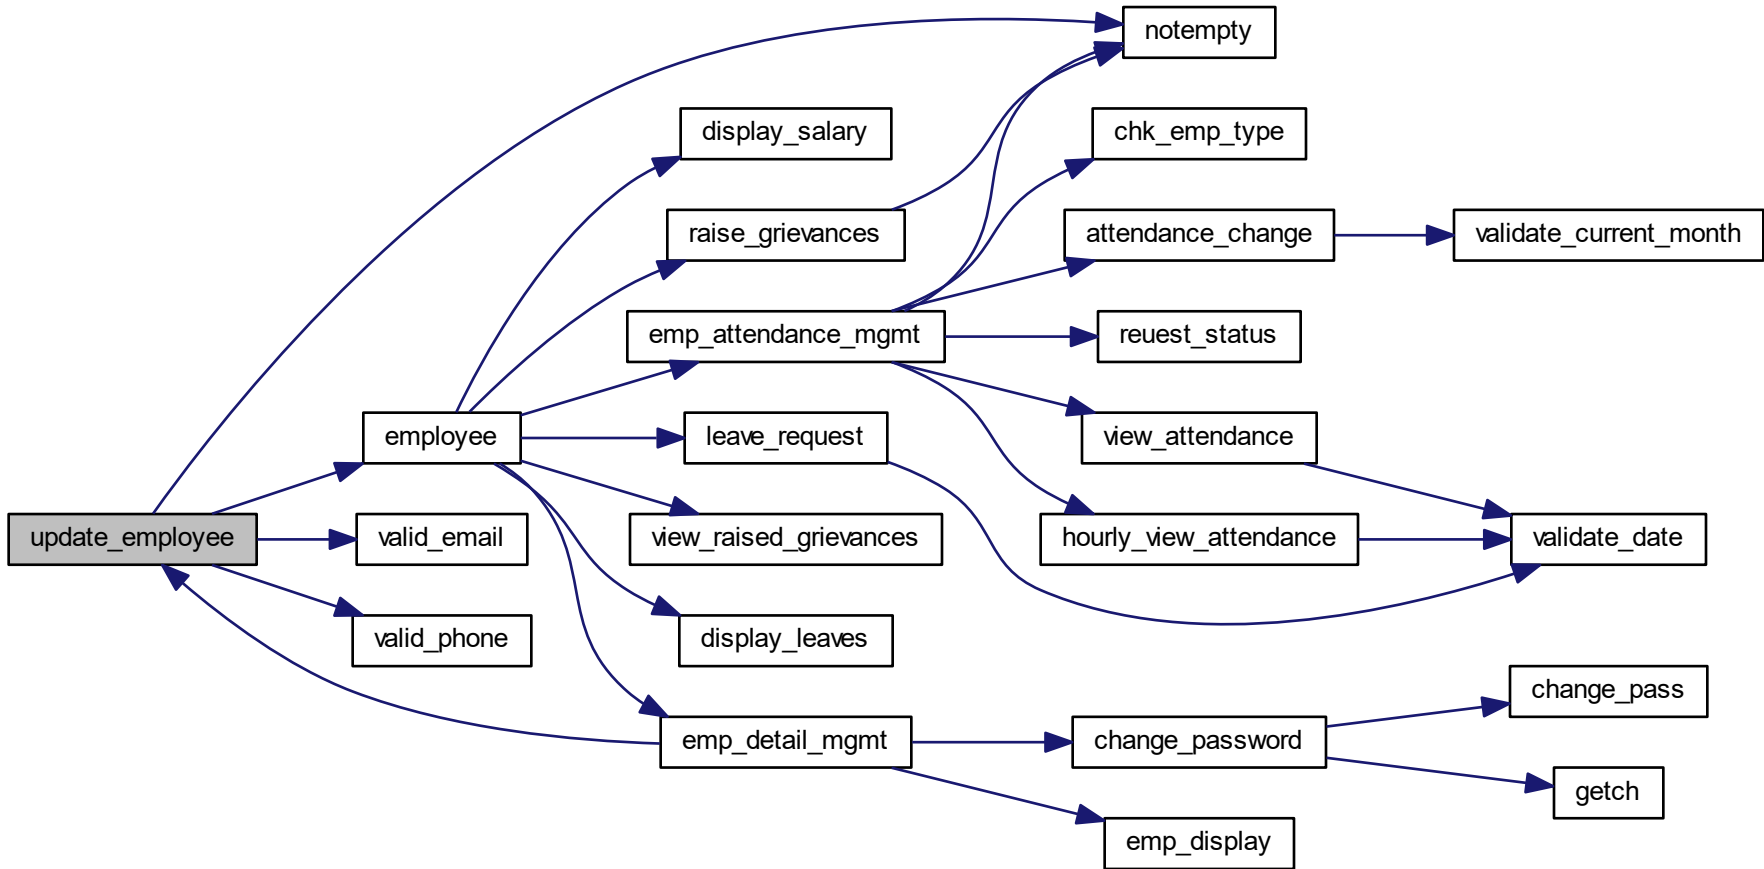 notempty
display_salary
chk_emp_type
raise_grievances
attendance_change
validate_current_month
emp_attendance_mgmt
reuest_status
employee
leave_request
view_attendance
update_employee
valid_email
view_raised_grievances
hourly_view_attendance
validate_date
valid_phone
display_leaves
change_pass
emp_detail_mgmt
change_password
getch
emp_display